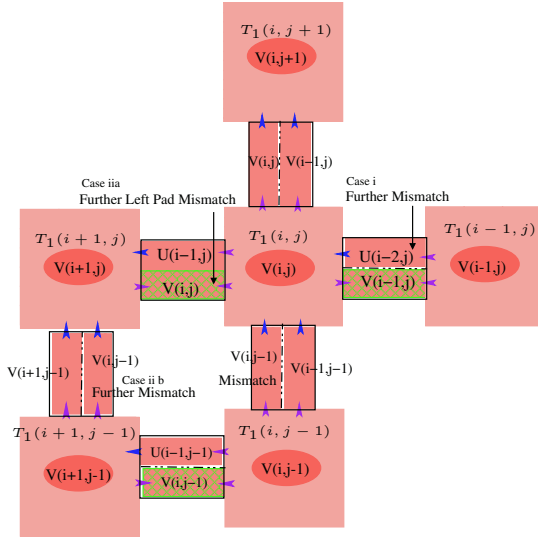 T₁(i, j + 1)
V(i,j+1)
V(i,j)
V(i−1,j)
Case iia
Further Left Pad Mismatch
Case i
Further Mismatch
T₁(i + 1, j)
V(i+1,j)
U(i−1,j)
V(i,j)
T₁(i, j)
V(i,j)
U(i−2,j)
V(i−1,j)
T₁(i − 1, j)
V(i-1,j)
V(i+1,j−1)
V(i,j−1)
Case ii b
Further Mismatch
V(i,j−1)
Mismatch
V(i−1,j−1)
T₁(i + 1, j − 1)
V(i+1,j-1)
U(i−1,j−1)
V(i,j−1)
T₁(i, j − 1)
V(i,j-1)